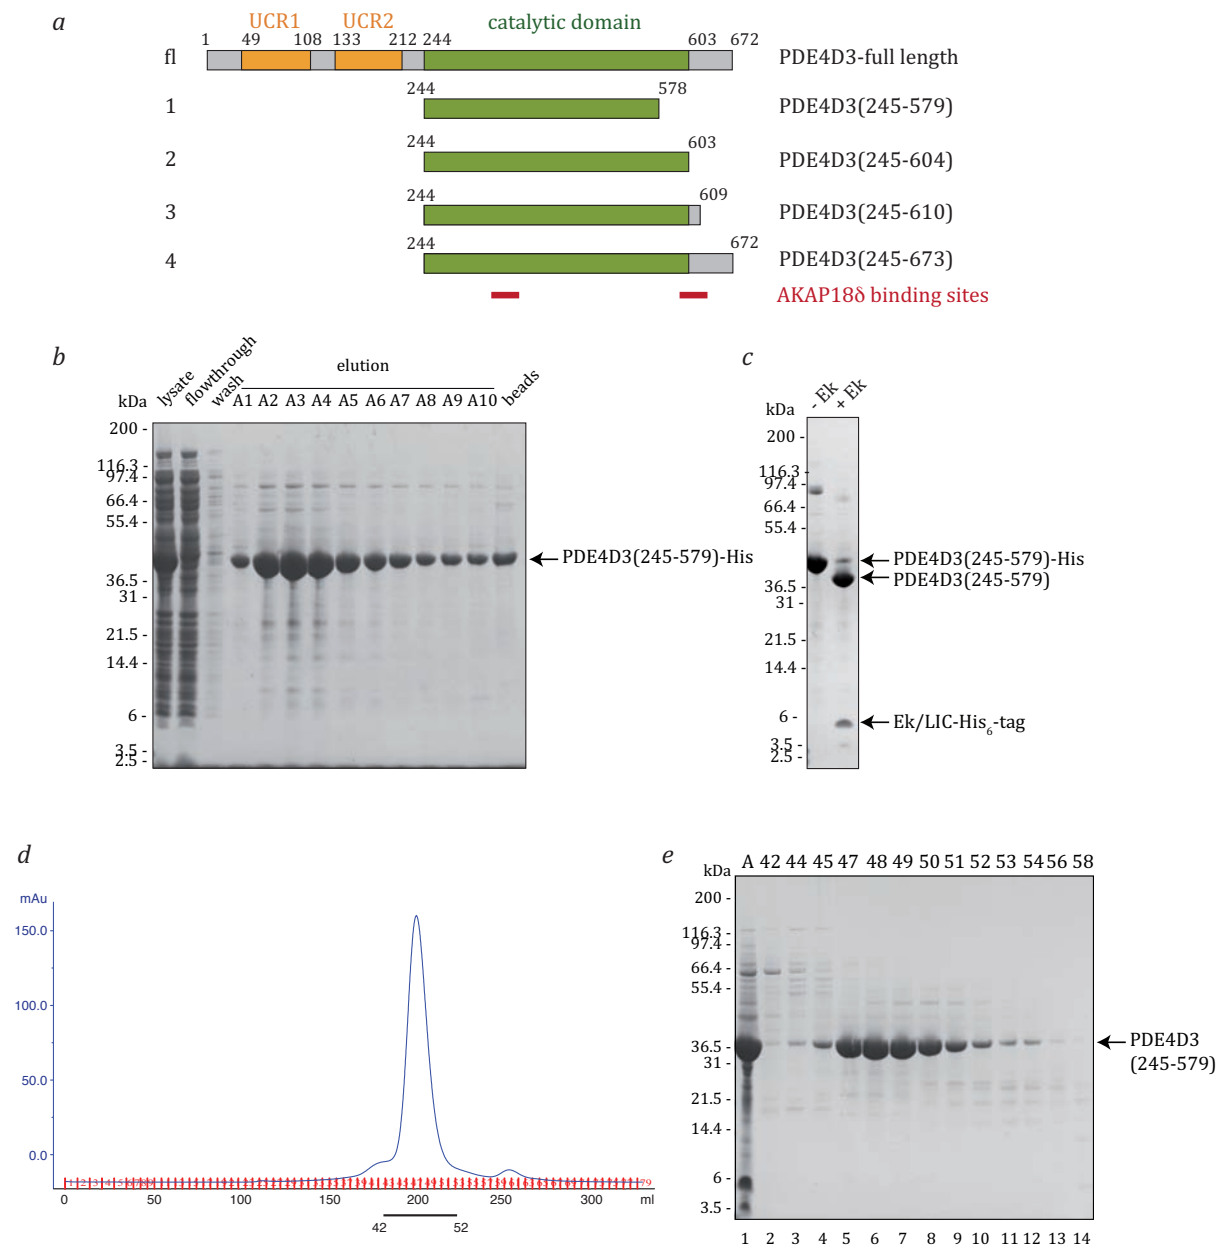 a
UCR1 UCR2 catalytic domain
1 49 108 133 212 244 603 672
fl PDE4D3-full length
244 578
1 PDE4D3(245-579)
244 603
2 PDE4D3(245-604)
244 609
3 PDE4D3(245-610)
244 672
4 PDE4D3(245-673)
AKAP18δ binding sites
b
lysate flowthrough wash elution beads
kDa A1 A2 A3 A4 A5 A6 A7 A8 A9 A10
200 -
116.3 -
97.4 -
66.4 -
55.4 -
PDE4D3(245-579)-His
36.5 -
31 -
21.5 -
14.4 -
6 -
3.5 -
2.5 -
c
- Ek + Ek
kDa
200 -
116.3 -
97.4 -
66.4 -
55.4 -
PDE4D3(245-579)-His
PDE4D3(245-579)
36.5 -
31 -
21.5 -
14.4 -
6 -
Ek/LIC-His6-tag
3.5 -
2.5 -
d
mAu
150.0
100.0
50.0
0.0
0 50 100 150 200 250 300 ml
42 52
e
kDa A 42 44 45 47 48 49 50 51 52 53 54 56 58
200 -
116.3 -
97.4 -
66.4 -
55.4 -
36.5 -
PDE4D3
(245-579)
31 -
21.5 -
14.4 -
6 -
3.5 -
1 2 3 4 5 6 7 8 9 10 11 12 13 14